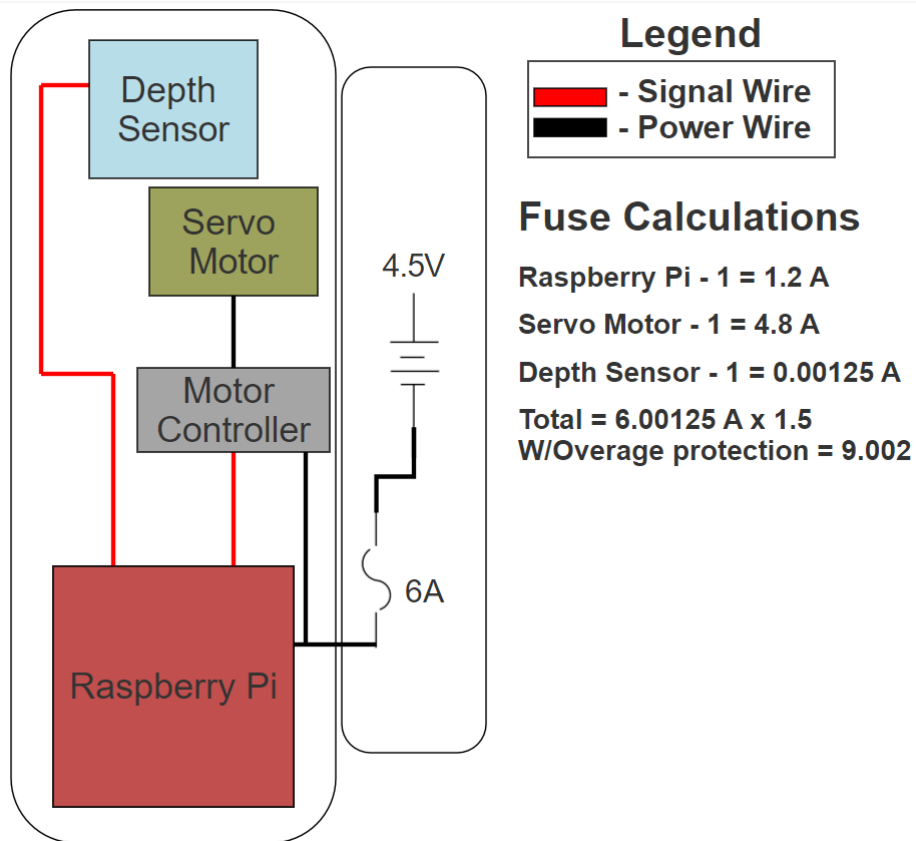 Depth
Sensor
Servo
Motor
Motor
Controller
Raspberry Pi
4.5V
6A
Legend
- Signal Wire
- Power Wire
Fuse Calculations
Raspberry Pi - 1 = 1.2 A
Servo Motor - 1 = 4.8 A
Depth Sensor - 1 = 0.00125 A
Total = 6.00125 A x 1.5
W/Overage protection = 9.002